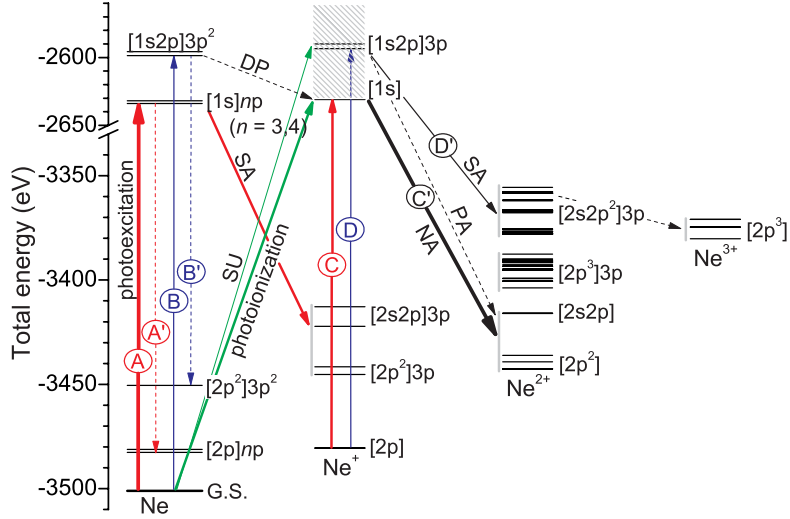 [1s2p]3p²
[1s2p]3p
-2600
DP
[1s]np
[1s]
(n = 3,4)
-2650
D'
SA
SA
photoexcitation
C'
PA
NA
-3350
[2s2p²]3p
[2p³]
Ne³⁺
Total energy (eV)
B'
SU
photoionization
D
C
B
-3400
[2p³]3p
A'
A
[2s2p]3p
[2s2p]
-3450
[2p²]3p
[2p²]
Ne²⁺
[2p²]3p²
[2p]np
[2p]
Ne⁺
-3500
G.S.
Ne